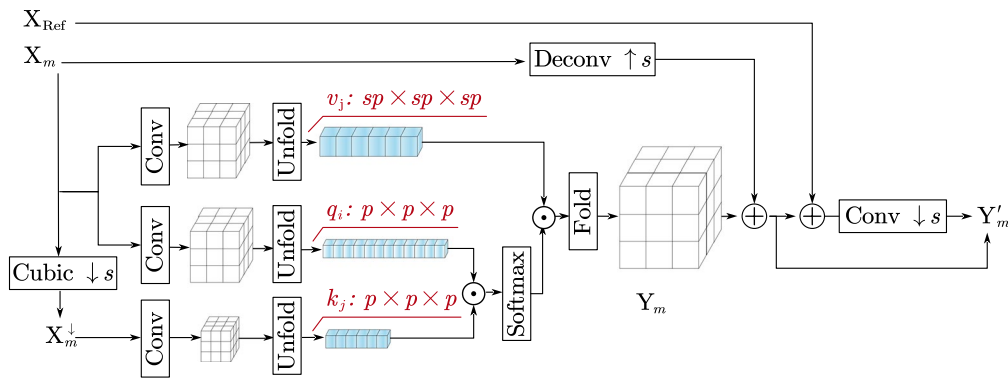 X_Ref
X_m
Deconv ↑ s
v_j: sp × sp × sp
Conv
Unfold
q_i: p × p × p
Conv
Unfold
Fold
Conv ↓ s
Y′_m
Cubic ↓ s
Softmax
k_j: p × p × p
Y_m
X_m^↓
Conv
Unfold